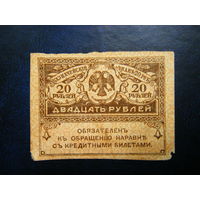 20
РУБЛЕЙ
20
РУБЛЕЙ
ДВАДЦАТЬ РУБЛЕЙ
ОБЯЗАТЕЛЕНЪ
КЪ ОБРАЩЕНІЮ НАРАВНѢ
СЪ КРЕДИТНЫМИ БИЛЕТАМИ.